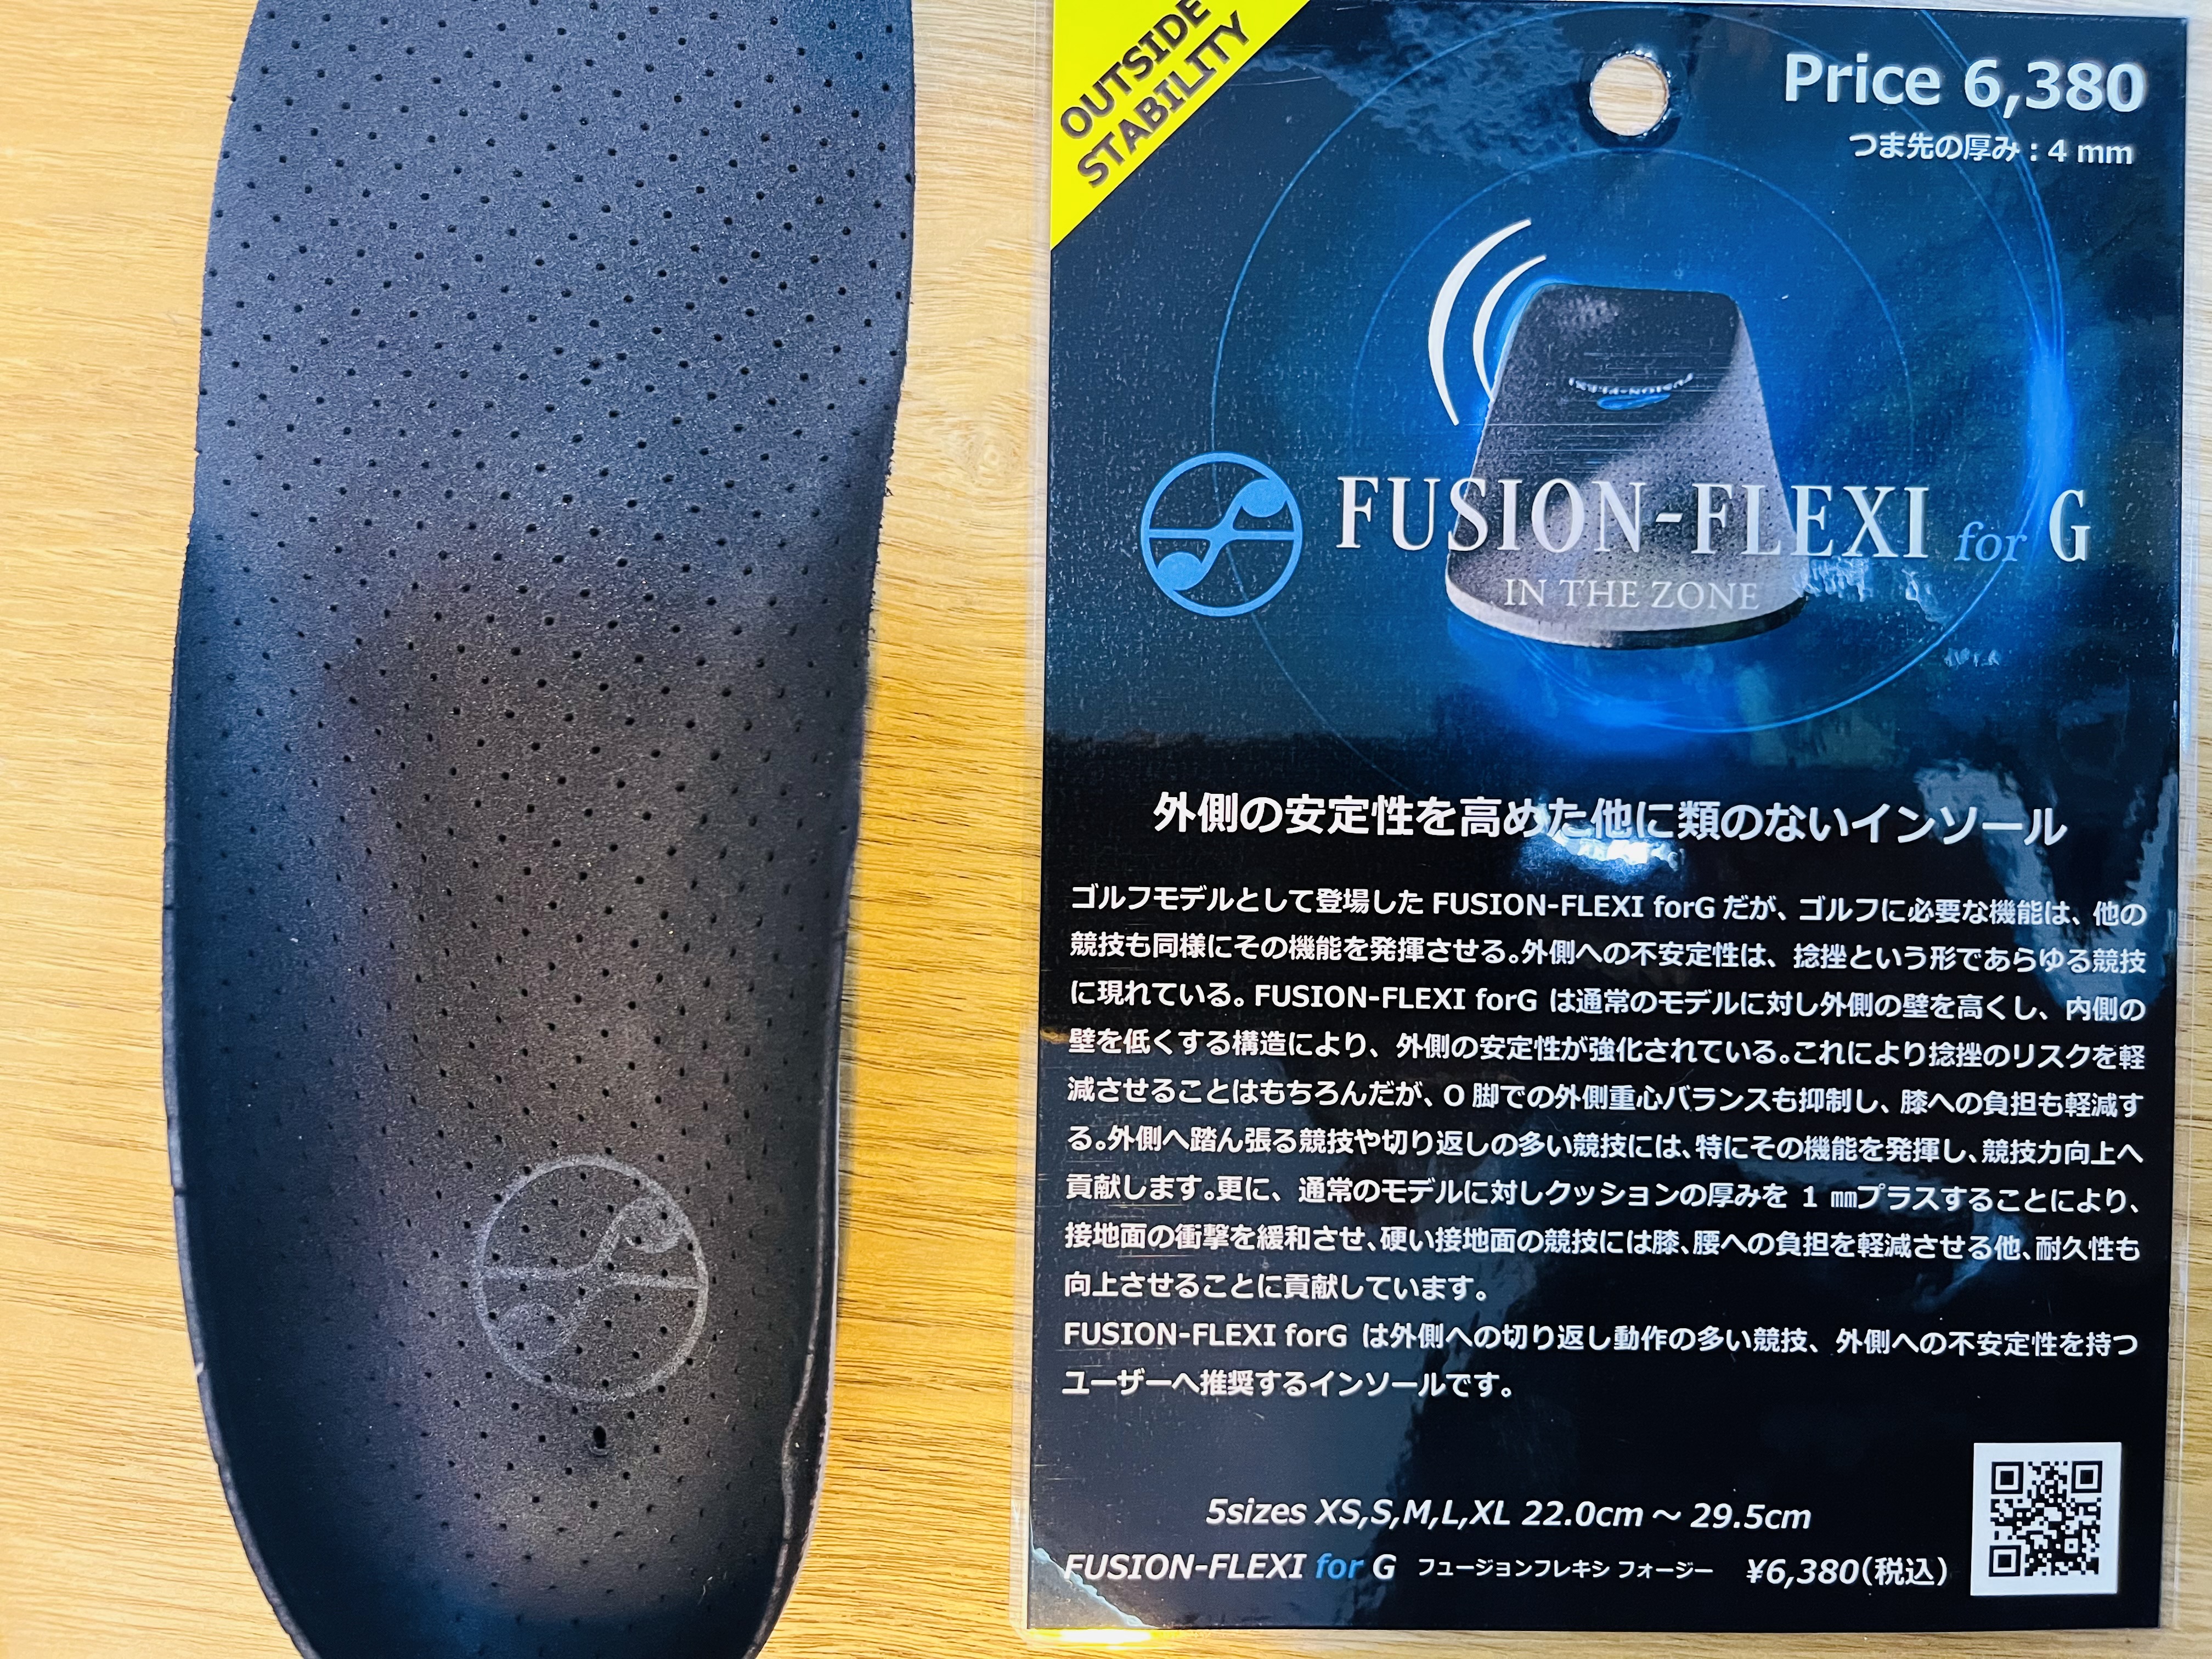 OUTSIDE
STABILITY
Price 6,380
つま先の厚み：4 mm
FUSION-FLEXI for G
IN THE ZONE
外側の安定性を高めた他に類のないインソール
ゴルフモデルとして登場した FUSION-FLEXI forG だが、ゴルフに必要な機能は、他の
競技も同様にその機能を発揮させる。外側への不安定性は、捻挫という形であらゆる競技
に現れている。FUSION-FLEXI forG は通常のモデルに対し外側の壁を高くし、内側の
壁を低くする構造により、外側の安定性が強化されている。これにより捻挫のリスクを軽
減させることはもちろんだが、O 脚での外側重心バランスも抑制し、膝への負担も軽減す
る。外側へ踏ん張る競技や切り返しの多い競技には、特にその機能を発揮し、競技力向上へ
貢献します。更に、通常のモデルに対しクッションの厚みを 1 ㎜プラスすることにより、
接地面の衝撃を緩和させ、硬い接地面の競技には膝、腰への負担を軽減させる他、耐久性も
向上させることに貢献しています。
FUSION-FLEXI forG は外側への切り返し動作の多い競技、外側への不安定性を持つ
ユーザーへ推奨するインソールです。
5sizes XS,S,M,L,XL 22.0cm～29.5cm
FUSION-FLEXI for G フュージョンフレキシ フォージー ¥6,380（税込）